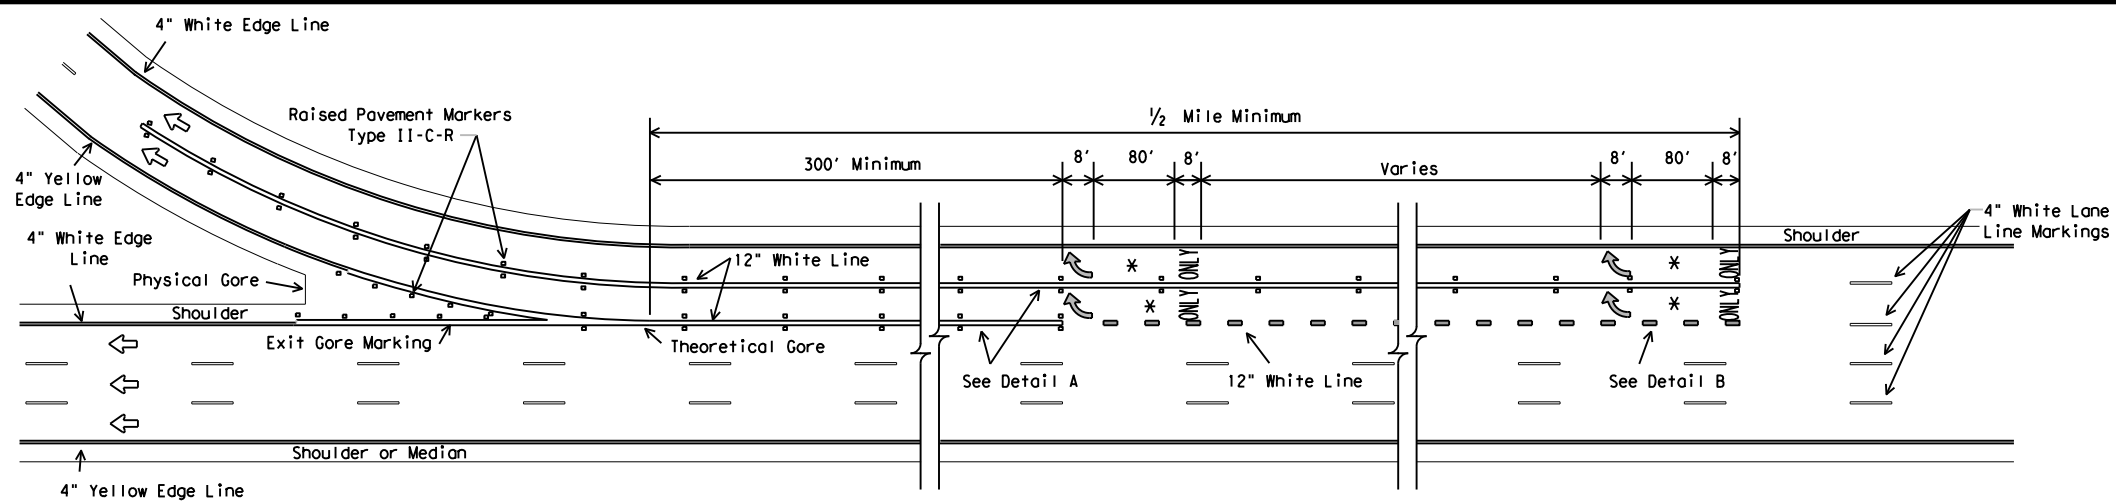 4" White Edge Line
Raised Pavement Markers
Type II-C-R
½ Mile Minimum
300' Minimum
8'
80'
8'
Varies
8'
80'
8'
4" Yellow
Edge Line
4" White Edge
Line
Physical Gore
Shoulder
Exit Gore Marking
12" White Line
Theoretical Gore
*
ONLY
*
ONLY
*
ONLY
*
ONLY
Shoulder
4" White Lane
Line Markings
See Detail A
12" White Line
See Detail B
Shoulder or Median
4" Yellow Edge Line